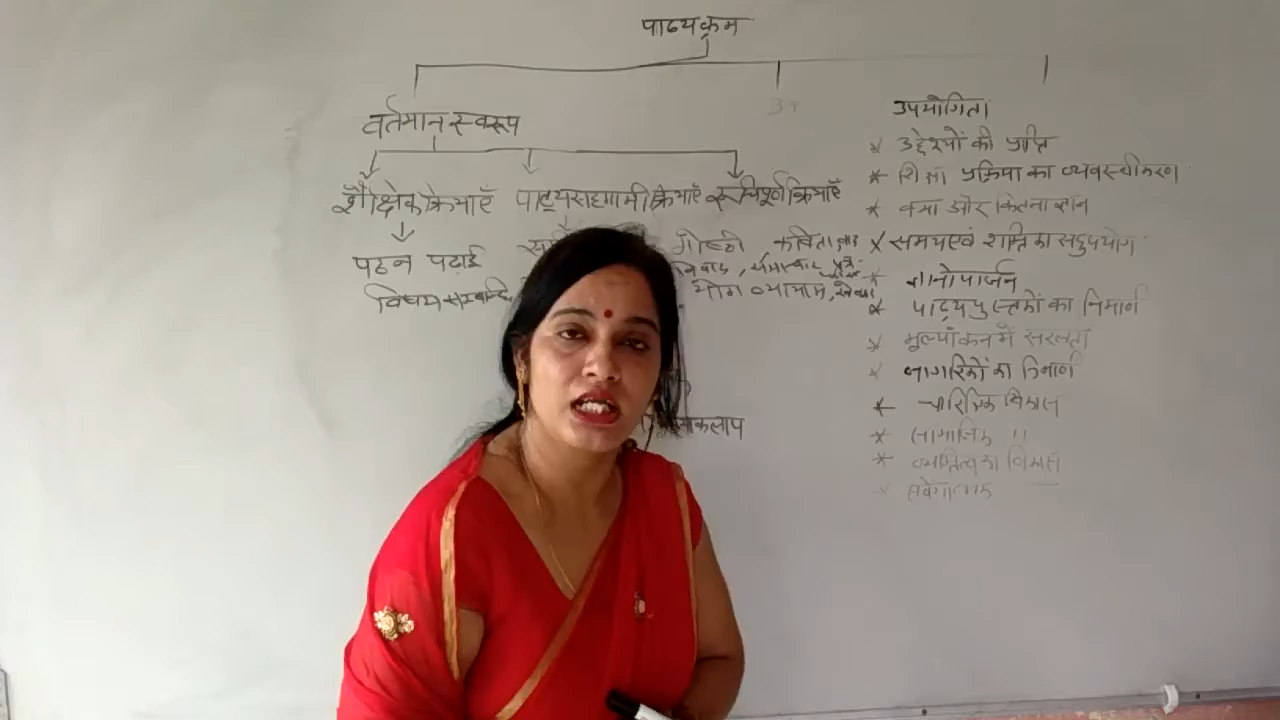 पाठ्यक्रम
वर्तमान स्वरूप
शैक्षिक क्रियाएँ पाठ्यसहगामी क्रियाएँ रूचिपूर्ण क्रियाएँ
पठन पढ़ाई
विषय सम्बन्धि
गोष्ठी, कविता
योग व्यायाम,
क्रियाकलाप
उपयोगिता
* उद्देश्यों की प्राप्ति
* शिक्षा प्रक्रिया का व्यवस्थीकरण
* क्या और कितना ज्ञान
* समय एवं शक्ति का सदुपयोग
* ज्ञानोपार्जन
* पाठ्यपुस्तकों का निर्माण
* मूल्यांकन में सरलता
* नागरिकों का निर्माण
* चारित्रिक विकास
* सामाजिक "
* व्यक्तित्व का विकास
* संवेगात्मक